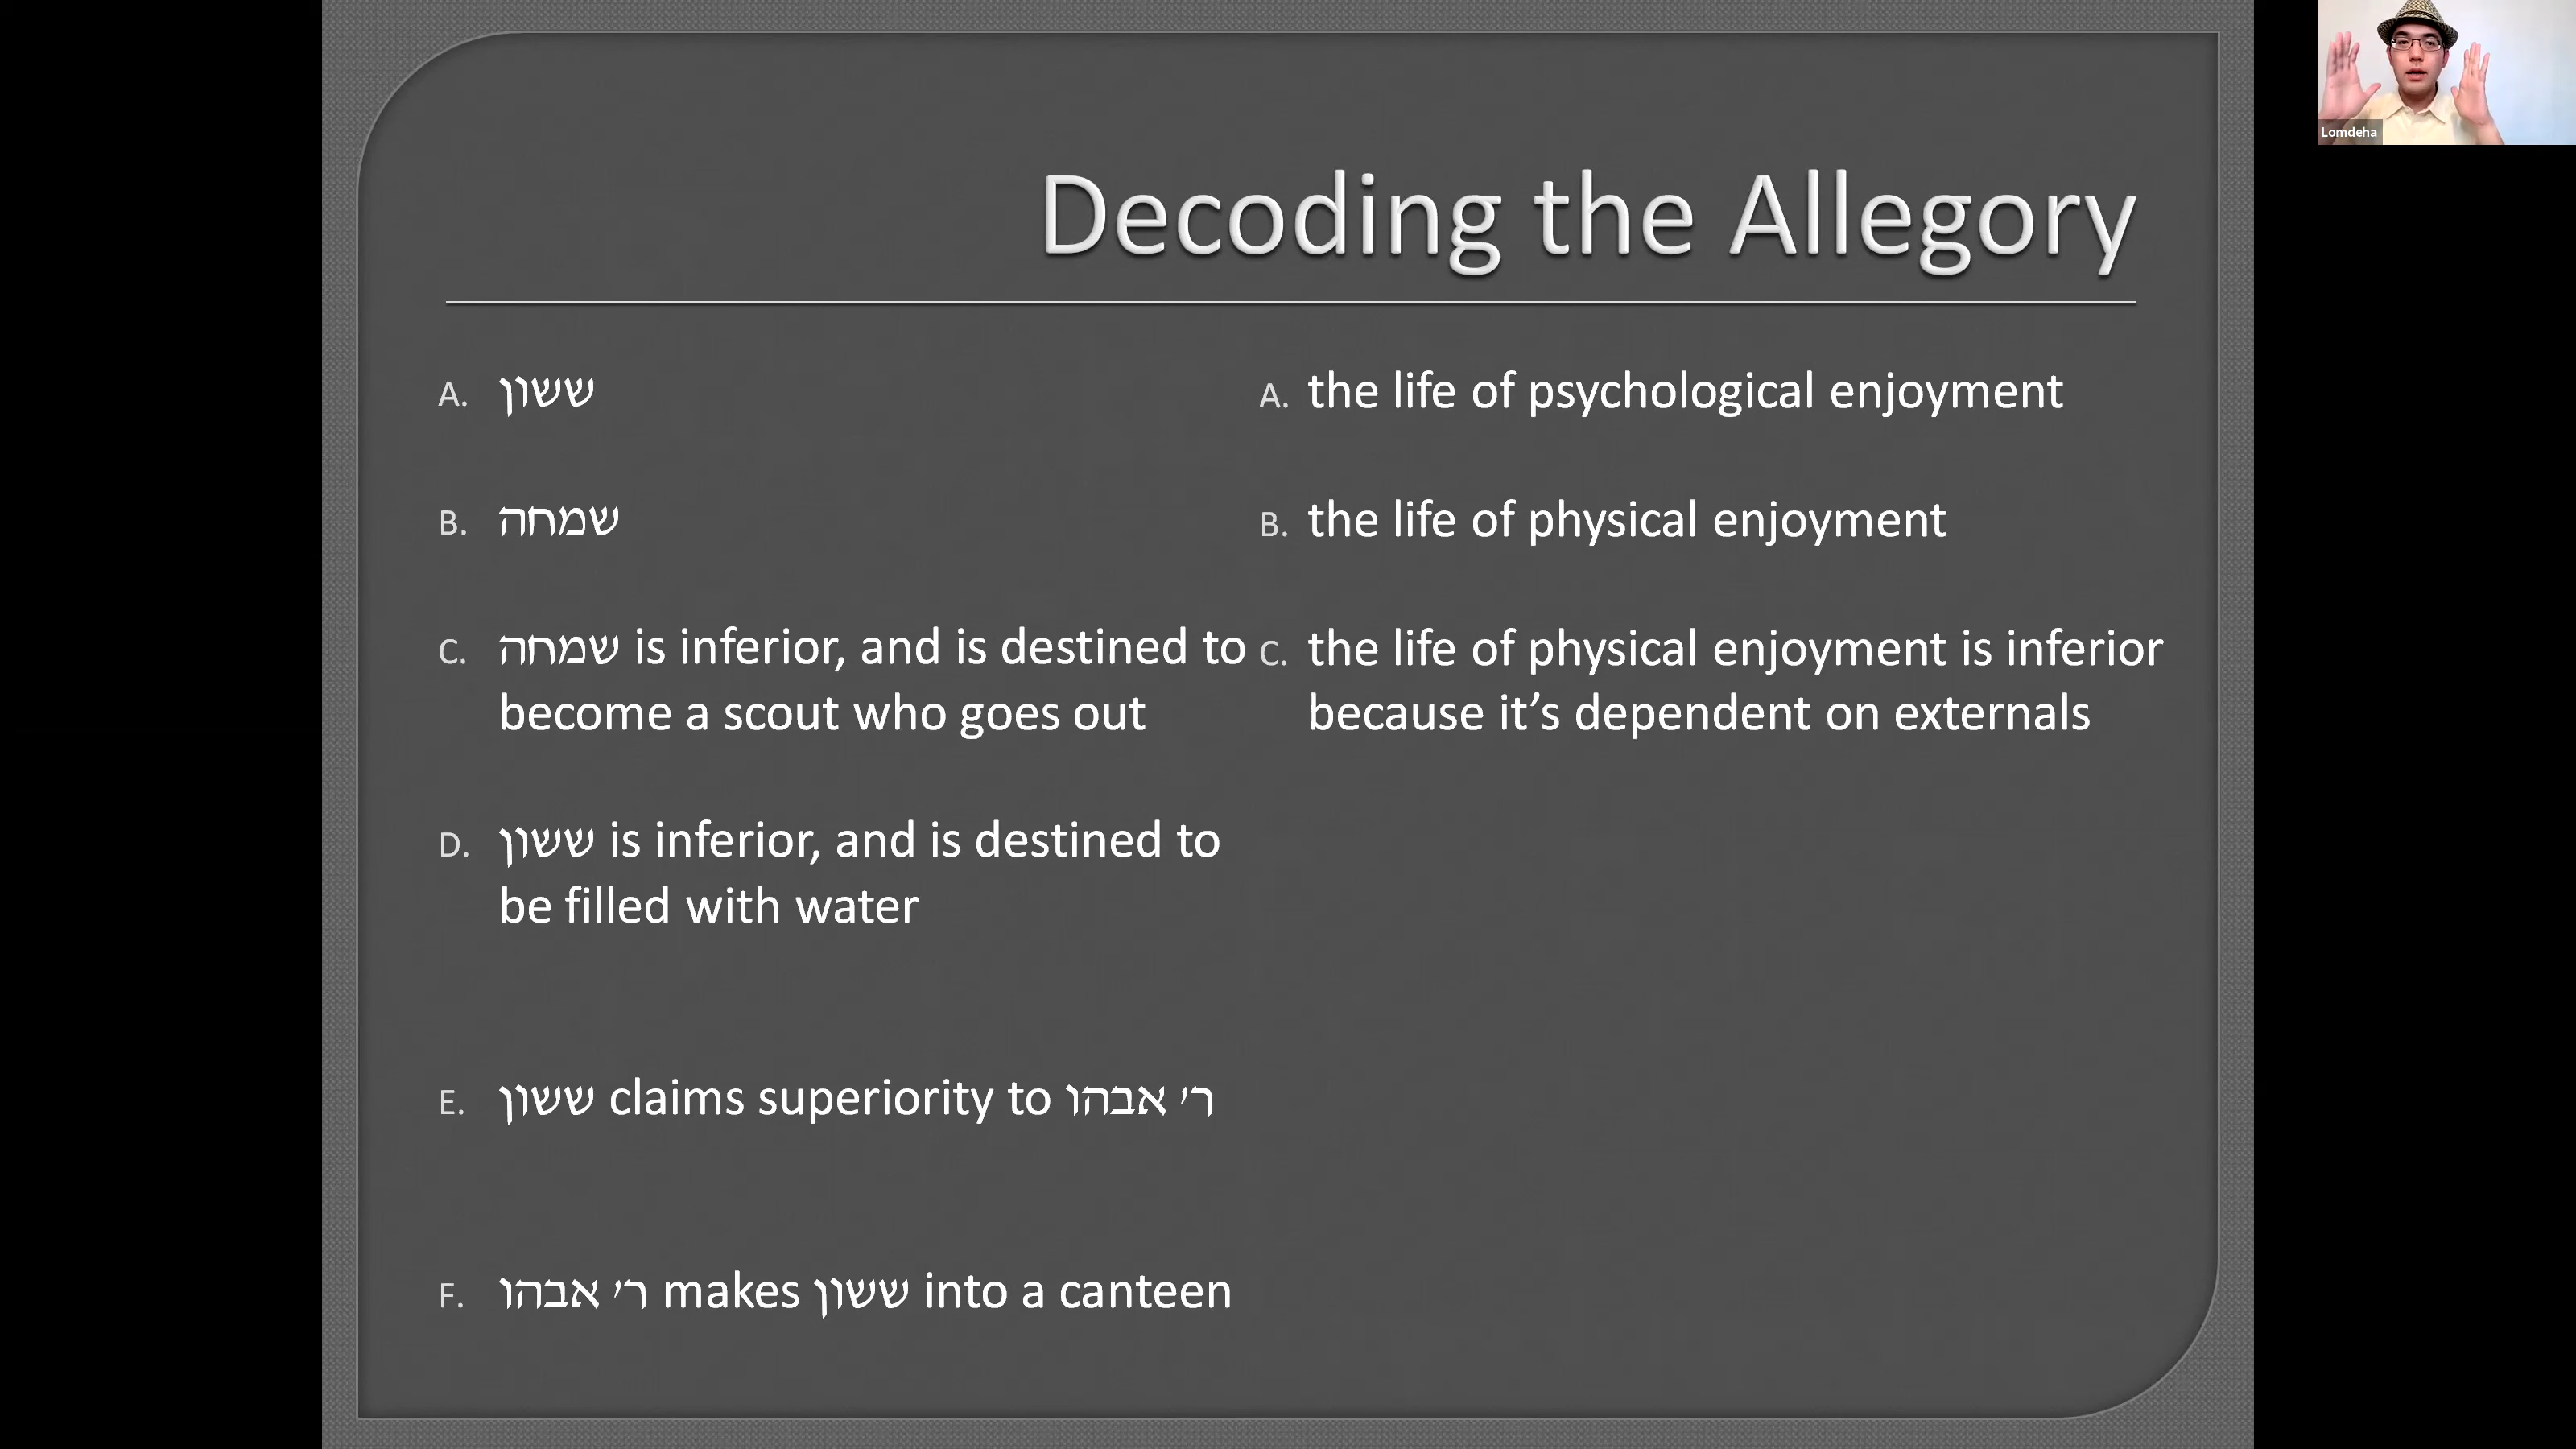 Lomdeha
Decoding the Allegory
A. ששון
B. שמחה
C. שמחה is inferior, and is destined to
become a scout who goes out
D. ששון is inferior, and is destined to
be filled with water
E. ששון claims superiority to ר׳ אבהו
F. ר׳ אבהו makes ששון into a canteen
A. the life of psychological enjoyment
B. the life of physical enjoyment
C. the life of physical enjoyment is inferior
because it’s dependent on externals